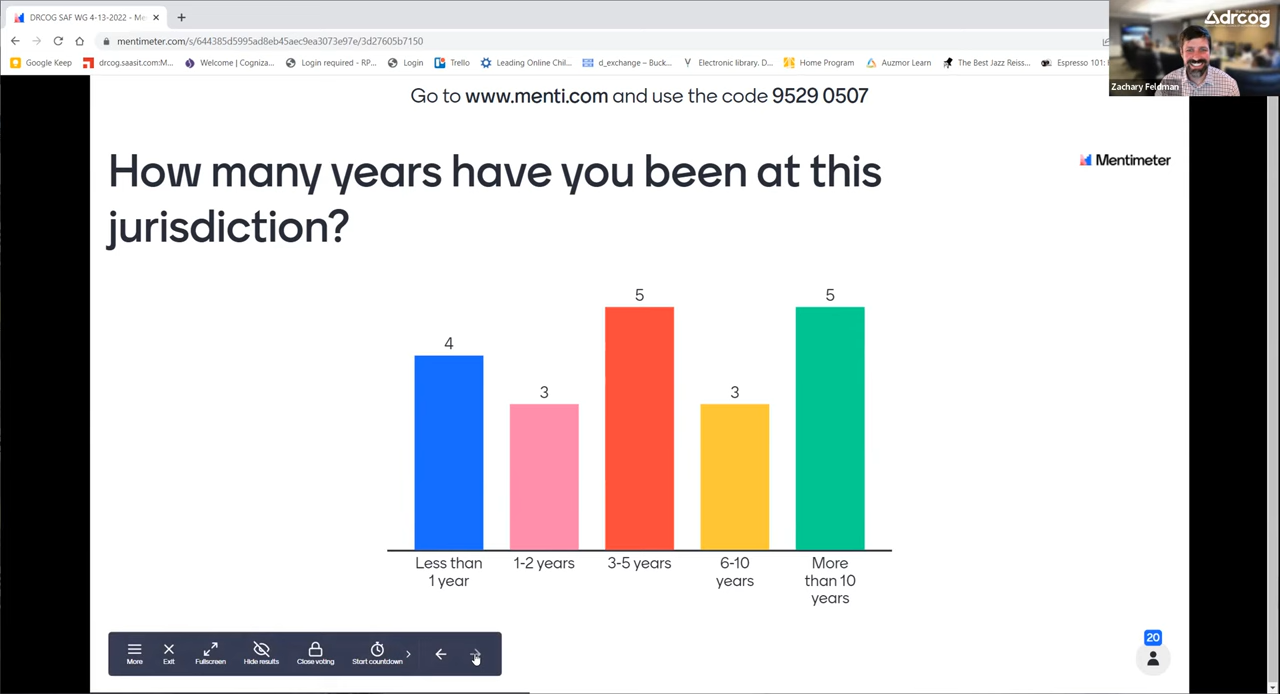 DRCOG SAF WG 4-13-2022 - Me
mentimeter.com/s/644385d5995ad8eb45aec9ea3073e97e/3d27605b7150
Google Keep
drcog.saasit.com:M...
Welcome | Cogniza...
Login required - RP...
Login
Trello
Leading Online Chil...
d_exchange – Buck...
Electronic library. D...
Home Program
Auzmor Learn
The Best Jazz Reiss...
Espresso 101:
drcog
Zachary Feldman
Go to www.menti.com and use the code 9529 0507
Mentimeter
How many years have you been at this
jurisdiction?
4
3
5
3
5
Less than
1 year
1-2 years
3-5 years
6-10
years
More
than 10
years
More
Exit
Fullscreen
Hide results
Close voting
Start countdown
20